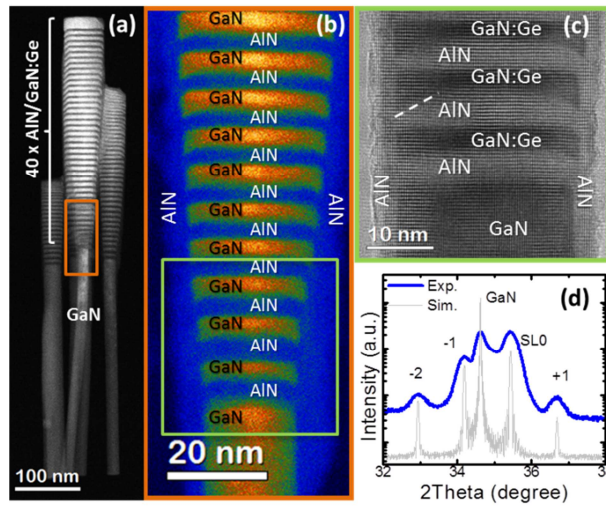 (a)
40 x AlN/GaN:Ge
GaN
100 nm
(b)
GaN
AlN
GaN
AlN
GaN
AlN
GaN
AlN
GaN
AlN
GaN
AlN
GaN
AlN
GaN
AlN
GaN
AlN
GaN
AlN
GaN
AlN
AlN
20 nm
(c)
GaN:Ge
AlN
GaN:Ge
AlN
GaN:Ge
AlN
AlN
AlN
GaN
10 nm
(d)
Exp.
Sim.
GaN
SL0
-2
-1
+1
Intensity (a.u.)
32 34 36 38
2Theta (degree)